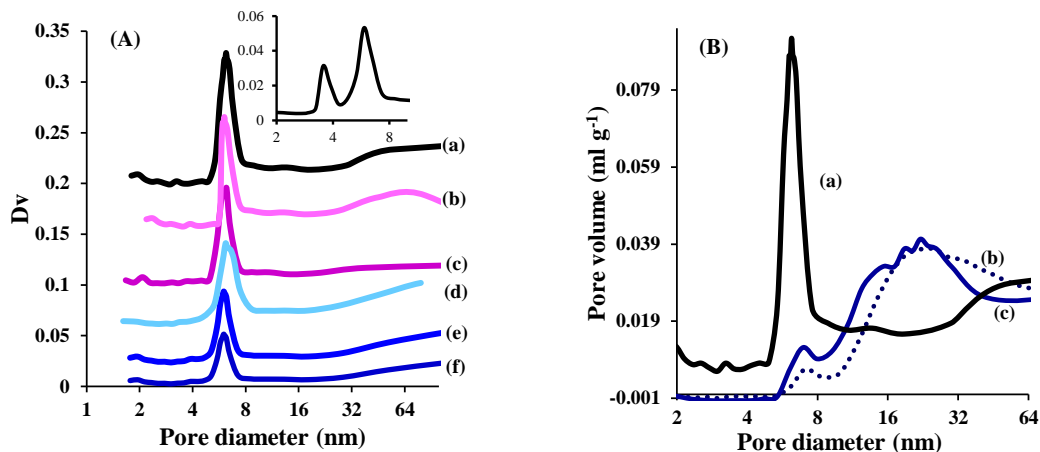 (A)
0.35
0.3
0.25
0.2
0.15
0.1
0.05
0
Dv
1 2 4 8 16 32 64
Pore diameter (nm)
0.06
0.04
0.02
0
2 4 8
(a)
(b)
(c)
(d)
(e)
(f)
(B)
0.079
0.059
0.039
0.019
-0.001
Pore volume (ml g-1)
2 4 8 16 32 64
Pore diameter (nm)
(a)
(b)
(c)